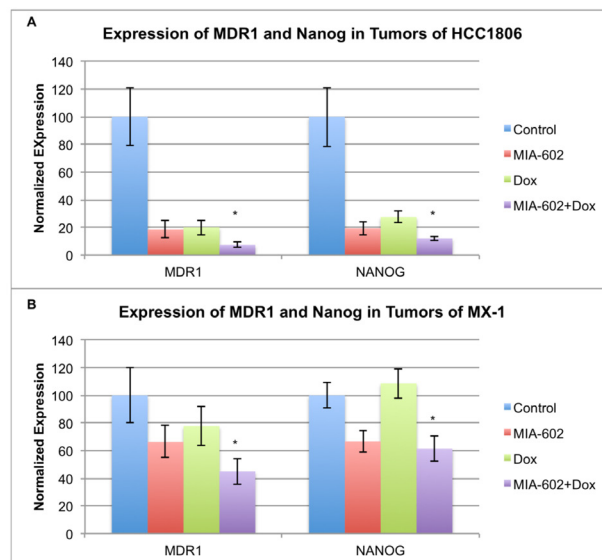 A
Expression of MDR1 and Nanog in Tumors of HCC1806
Normalized EXpression
140
120
100
80
60
40
20
0
*
*
MDR1
NANOG
Control
MIA-602
Dox
MIA-602+Dox
B
Expression of MDR1 and Nanog in Tumors of MX-1
Normalized Expression
140
120
100
80
60
40
20
0
*
*
MDR1
NANOG
Control
MIA-602
Dox
MIA-602+Dox